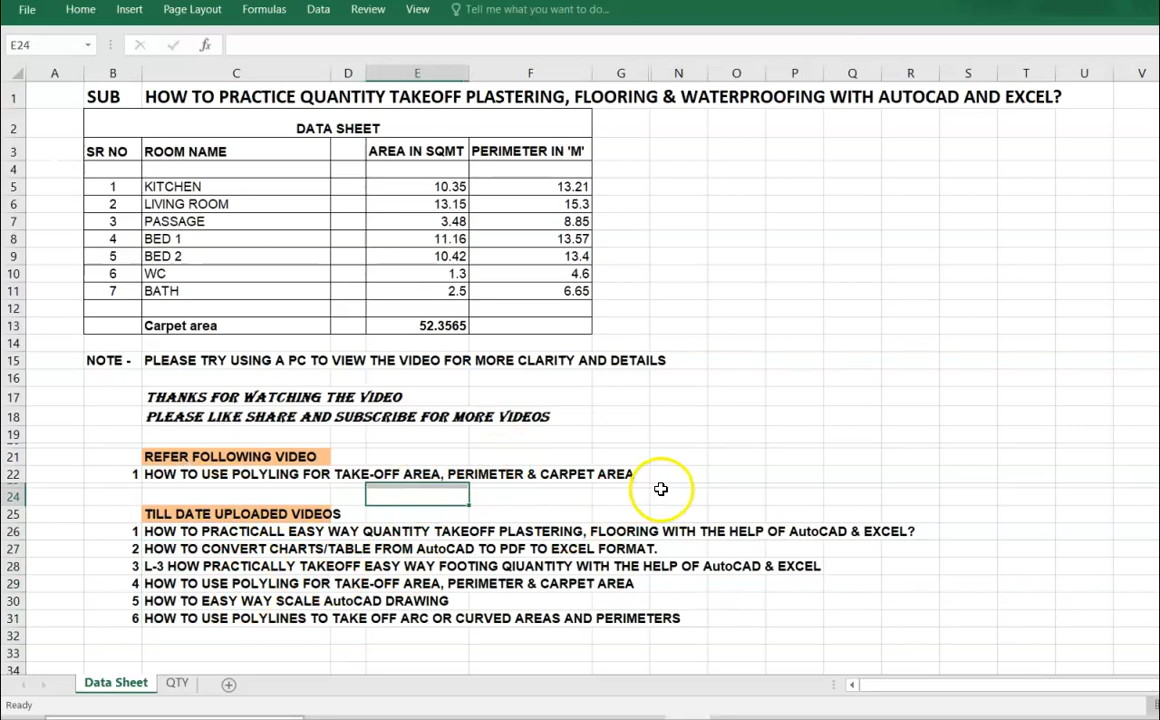 File Home Insert Page Layout Formulas Data Review View Tell me what you want to do...
E24 fx
A B C D E F G N O P Q R S T U V
1 SUB HOW TO PRACTICE QUANTITY TAKEOFF PLASTERING, FLOORING & WATERPROOFING WITH AUTOCAD AND EXCEL?
2 DATA SHEET
3 SR NO ROOM NAME AREA IN SQMT PERIMETER IN 'M'
4
5 1 KITCHEN 10.35 13.21
6 2 LIVING ROOM 13.15 15.3
7 3 PASSAGE 3.48 8.85
8 4 BED 1 11.16 13.57
9 5 BED 2 10.42 13.4
10 6 WC 1.3 4.6
11 7 BATH 2.5 6.65
12
13 Carpet area 52.3565
14
15 NOTE - PLEASE TRY USING A PC TO VIEW THE VIDEO FOR MORE CLARITY AND DETAILS
16
17 THANKS FOR WATCHING THE VIDEO
18 PLEASE LIKE SHARE AND SUBSCRIBE FOR MORE VIDEOS
19
21 REFER FOLLOWING VIDEO
22 1 HOW TO USE POLYLING FOR TAKE-OFF AREA, PERIMETER & CARPET AREA
24
25 TILL DATE UPLOADED VIDEOS
26 1 HOW TO PRACTICALL EASY WAY QUANTITY TAKEOFF PLASTERING, FLOORING WITH THE HELP OF AutoCAD & EXCEL?
27 2 HOW TO CONVERT CHARTS/TABLE FROM AutoCAD TO PDF TO EXCEL FORMAT.
28 3 L-3 HOW PRACTICALLY TAKEOFF EASY WAY FOOTING QIUANTITY WITH THE HELP OF AutoCAD & EXCEL
29 4 HOW TO USE POLYLING FOR TAKE-OFF AREA, PERIMETER & CARPET AREA
30 5 HOW TO EASY WAY SCALE AutoCAD DRAWING
31 6 HOW TO USE POLYLINES TO TAKE OFF ARC OR CURVED AREAS AND PERIMETERS
32
33
34
Data Sheet QTY
Ready